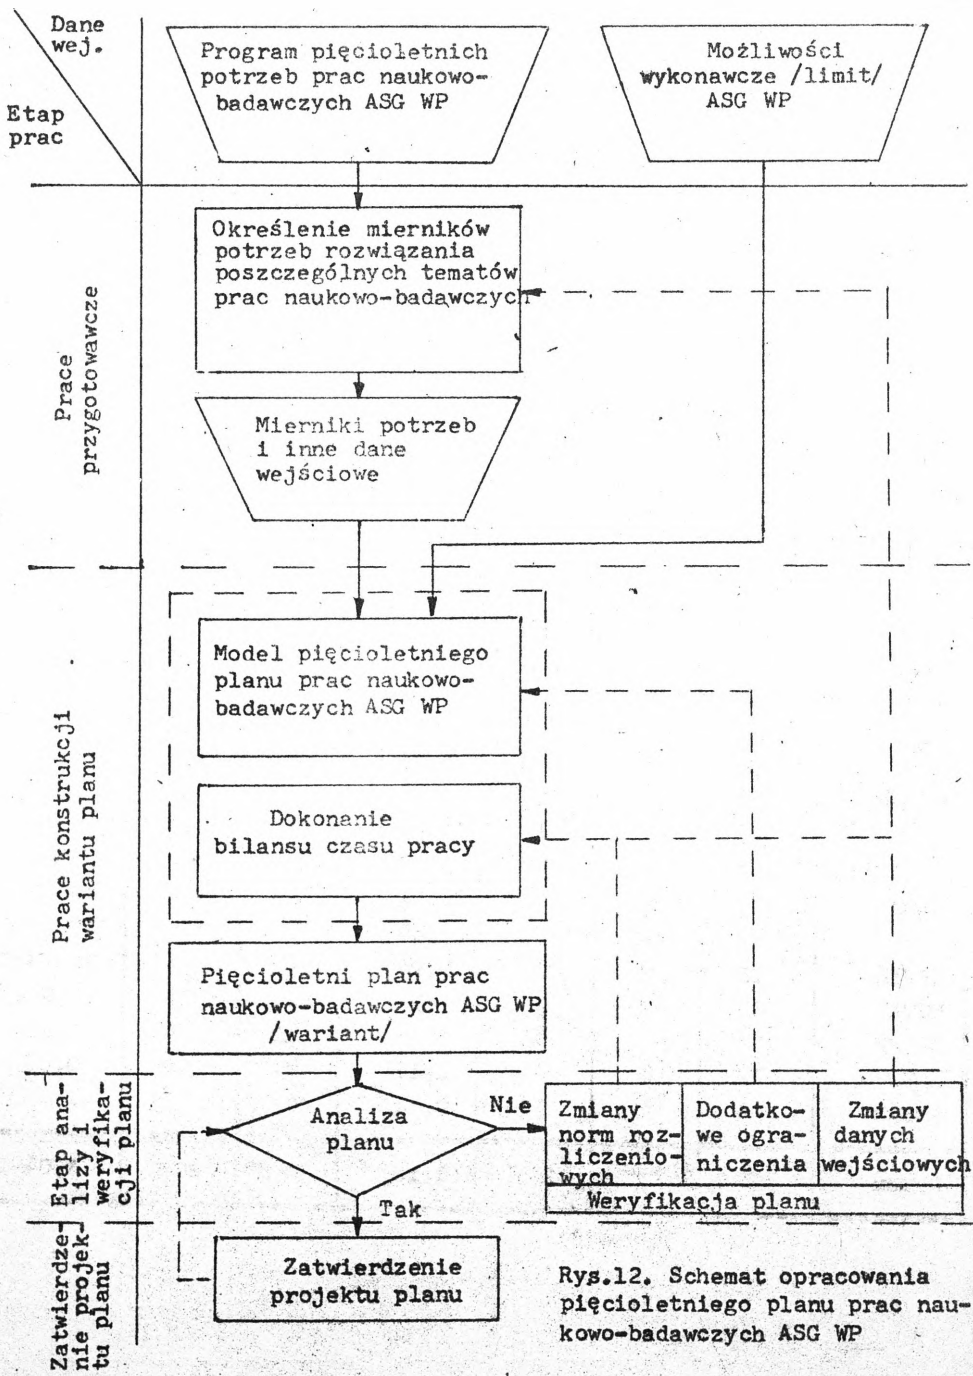 Dane
wej.
Etap
prac
Program pięcioletnich
potrzeb prac naukowo-
badawczych ASG WP
Możliwości
wykonawcze /limit/
ASG WP
Prace
przygotowawcze
Określenie mierników
potrzeb rozwiązania
poszczególnych tematów
prac naukowo-badawczych
Mierniki potrzeb
i inne dane
wejściowe
Prace konstrukcji
wariantu planu
Model pięcioletniego
planu prac naukowo-
badawczych ASG WP
Dokonanie
bilansu czasu pracy
Pięcioletni plan prac
naukowo-badawczych ASG WP
/wariant/
Etap ana-
lizy i
weryfika-
cji planu
Analiza
planu
Nie
Tak
Zmiany
norm roz-
liczenio-
wych
Dodatko-
we ogra-
niczenia
Zmiany
danych
wejściowych
Weryfikacja planu
Zatwierdze-
nie projek-
tu planu
Zatwierdzenie
projektu planu
Rys.12. Schemat opracowania
pięcioletniego planu prac nau-
kowo-badawczych ASG WP